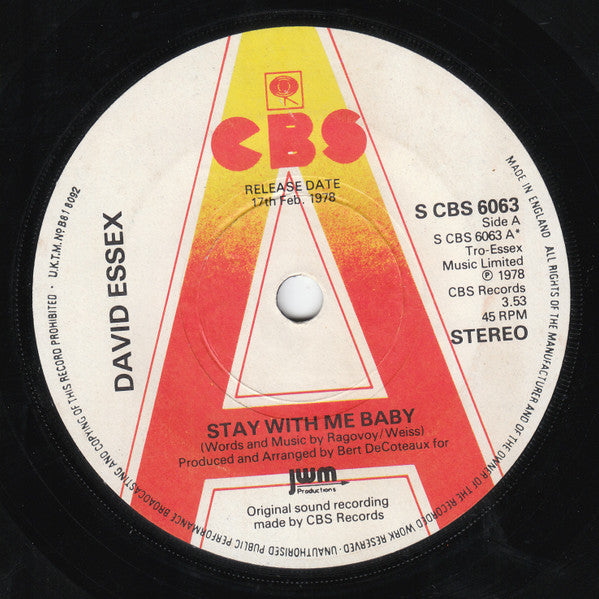 CBS
RELEASE DATE
17th Feb. 1978
DAVID ESSEX
S CBS 6063
Side A
S CBS 6063 A*
Tro-Essex
Music Limited
℗ 1978
CBS Records
3.53
45 RPM
STEREO
A
STAY WITH ME BABY
(Words and Music by Ragovoy/Weiss)
Produced and Arranged by Bert DeCoteaux for
jwm
Productions
Original sound recording
made by CBS Records
MADE IN ENGLAND ALL RIGHTS OF THE MANUFACTURER AND OF THE OWNER OF THE RECORDED WORK RESERVED · UNAUTHORISED PUBLIC PERFORMANCE BROADCASTING AND COPYING OF THIS RECORD PROHIBITED · U.K.T.M. No B818092